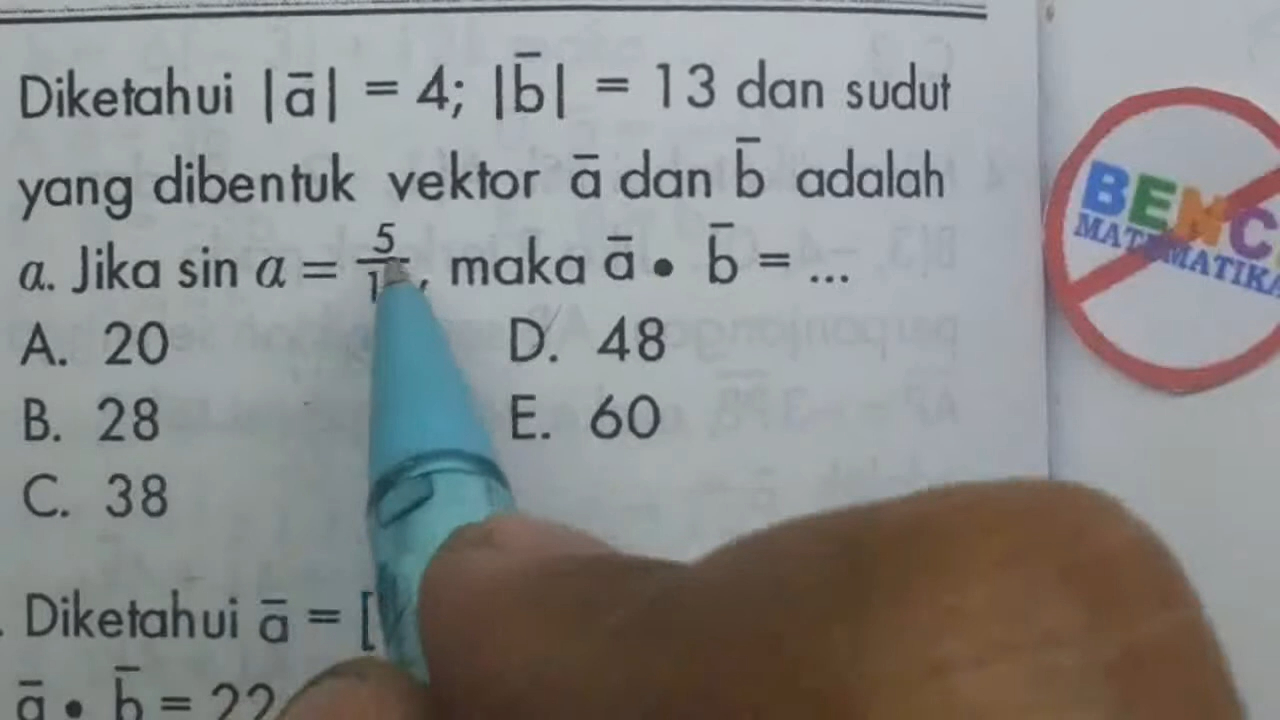 Diketahui |ā| = 4; |b̄| = 13 dan sudut
yang dibentuk vektor ā dan b̄ adalah
α. Jika sin α = 5/1 , maka ā • b̄ = ...
A. 20
D. 48
B. 28
E. 60
C. 38
. Diketahui ā = [
ā • b̄ = 22
MATEMATIKA